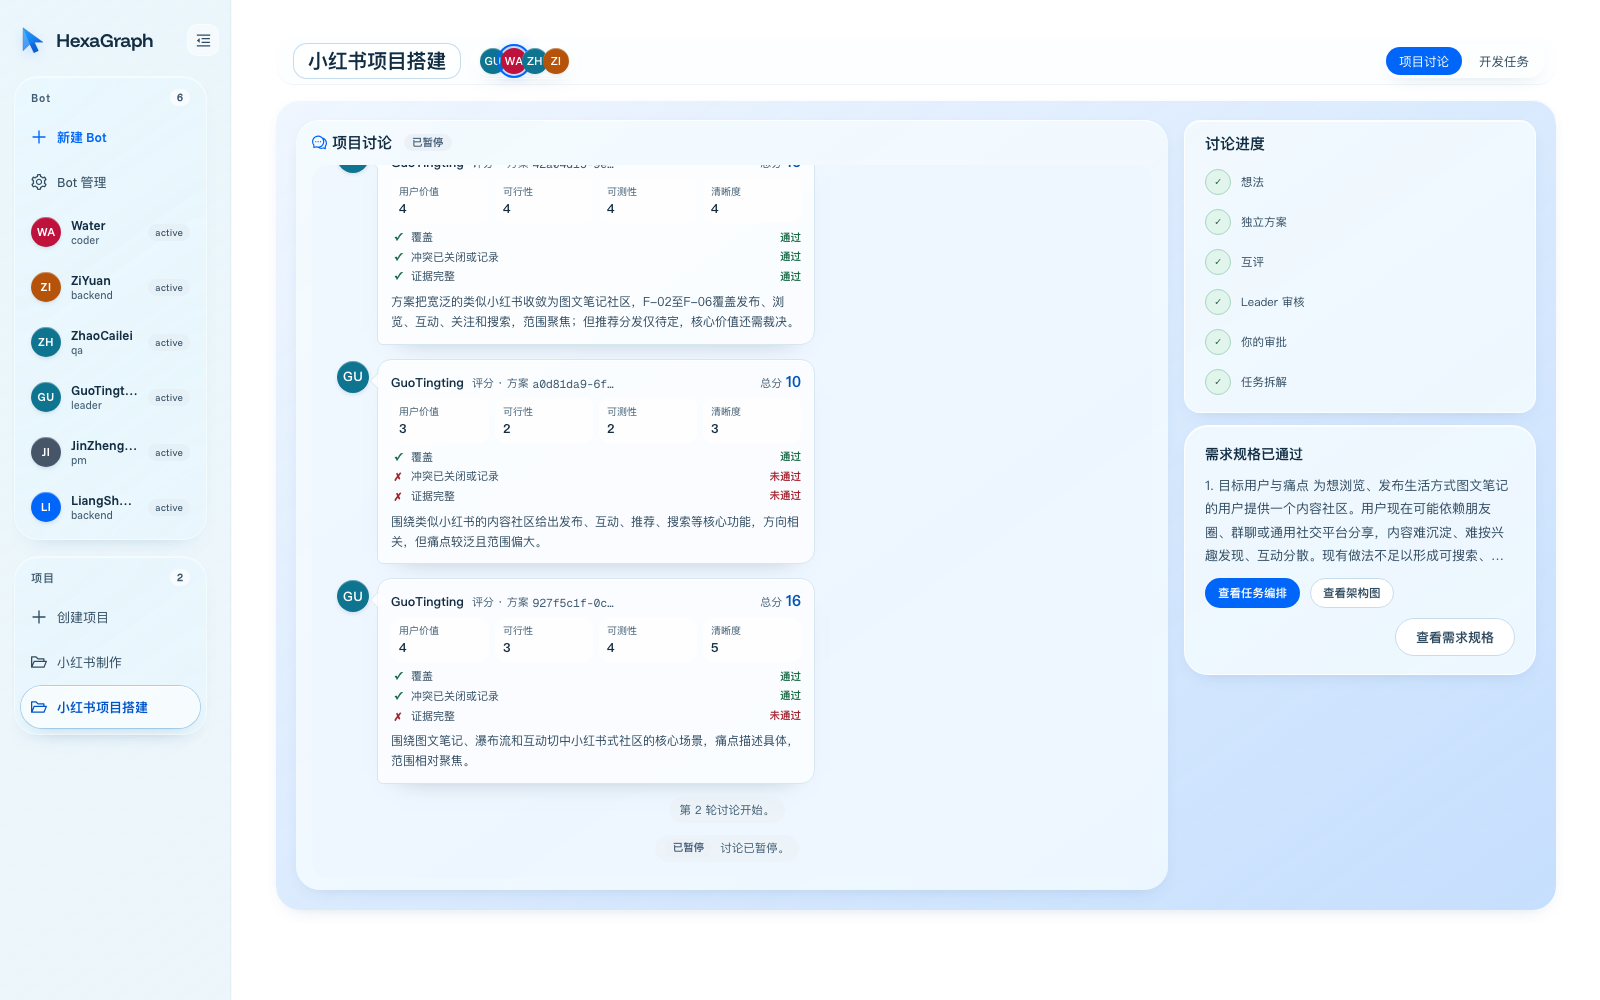 HexaGraph
Bot
6
新建 Bot
Bot 管理
WA
Water
coder
active
ZI
ZiYuan
backend
active
ZH
ZhaoCailei
qa
active
GU
GuoTingt...
leader
active
JI
JinZheng...
pm
active
LI
LiangSh...
backend
active
项目
2
创建项目
小红书制作
小红书项目搭建
小红书项目搭建
GU
WA
ZH
ZI
项目讨论
开发任务
项目讨论
已暂停
GuoTingting
评分 · 方案
用户价值
4
可行性
4
可测性
4
清晰度
4
✓ 覆盖 通过
✓ 冲突已关闭或记录 通过
✓ 证据完整 通过
方案把宽泛的类似小红书收敛为图文笔记社区，F-02至F-06覆盖发布、浏
览、互动、关注和搜索，范围聚焦；但推荐分发仅待定，核心价值还需裁决。
GU
GuoTingting 评分 · 方案 a0d81da9-6f… 总分 10
用户价值
3
可行性
2
可测性
2
清晰度
3
✓ 覆盖 通过
✗ 冲突已关闭或记录 未通过
✗ 证据完整 未通过
围绕类似小红书的内容社区给出发布、互动、推荐、搜索等核心功能，方向相
关，但痛点较泛且范围偏大。
GU
GuoTingting 评分 · 方案 927f5c1f-0c… 总分 16
用户价值
4
可行性
3
可测性
4
清晰度
5
✓ 覆盖 通过
✓ 冲突已关闭或记录 通过
✗ 证据完整 未通过
围绕图文笔记、瀑布流和互动切中小红书式社区的核心场景，痛点描述具体，
范围相对聚焦。
第 2 轮讨论开始。
已暂停 讨论已暂停。
讨论进度
✓ 想法
✓ 独立方案
✓ 互评
✓ Leader 审核
✓ 你的审批
✓ 任务拆解
需求规格已通过
1. 目标用户与痛点 为想浏览、发布生活方式图文笔记
的用户提供一个内容社区。用户现在可能依赖朋友
圈、群聊或通用社交平台分享，内容难沉淀、难按兴
趣发现、互动分散。现有做法不足以形成可搜索、…
查看任务编排
查看架构图
查看需求规格